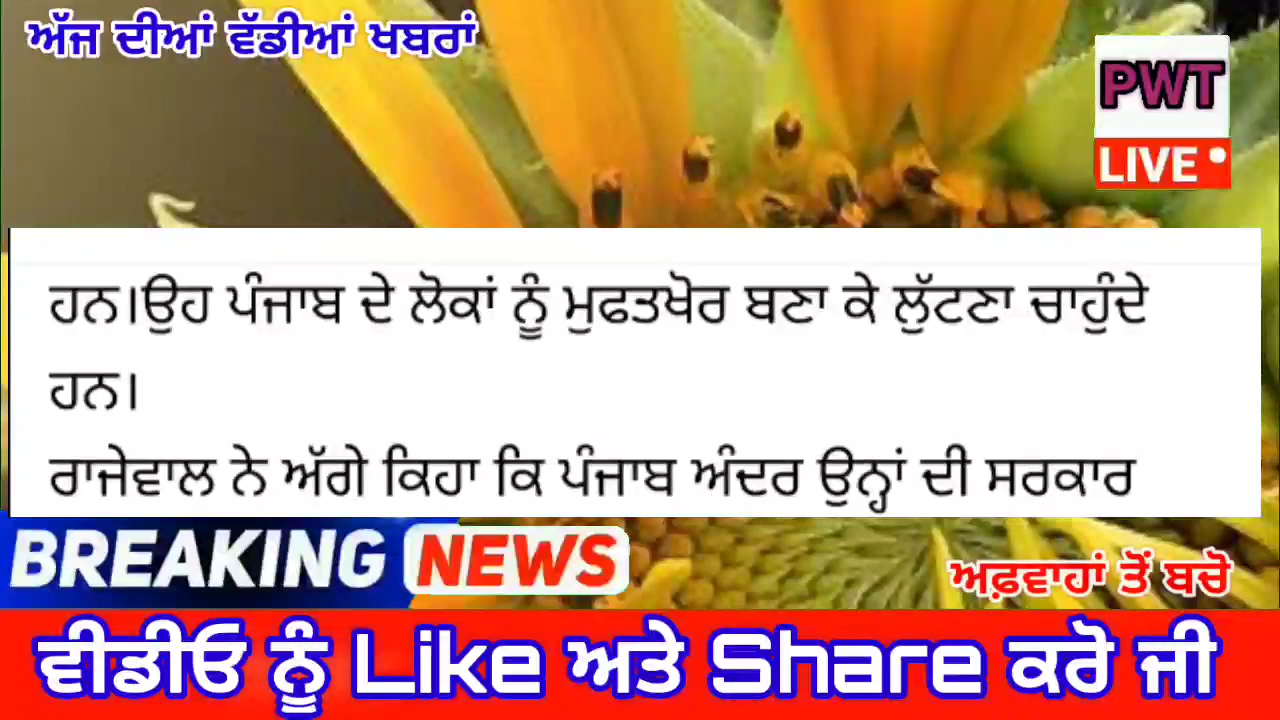 ਅੱਜ ਦੀਆਂ ਵੱਡੀਆਂ ਖਬਰਾਂ
PWT
LIVE
ਹਨ।ਉਹ ਪੰਜਾਬ ਦੇ ਲੋਕਾਂ ਨੂੰ ਮੁਫਤਖੋਰ ਬਣਾ ਕੇ ਲੁੱਟਣਾ ਚਾਹੁੰਦੇ
ਹਨ।
ਰਾਜੇਵਾਲ ਨੇ ਅੱਗੇ ਕਿਹਾ ਕਿ ਪੰਜਾਬ ਅੰਦਰ ਉਨ੍ਹਾਂ ਦੀ ਸਰਕਾਰ
BREAKING NEWS
ਅਫ਼ਵਾਹਾਂ ਤੋਂ ਬਚੋ
ਵੀਡੀਓ ਨੂੰ Like ਅਤੇ Share ਕਰੋ ਜੀ